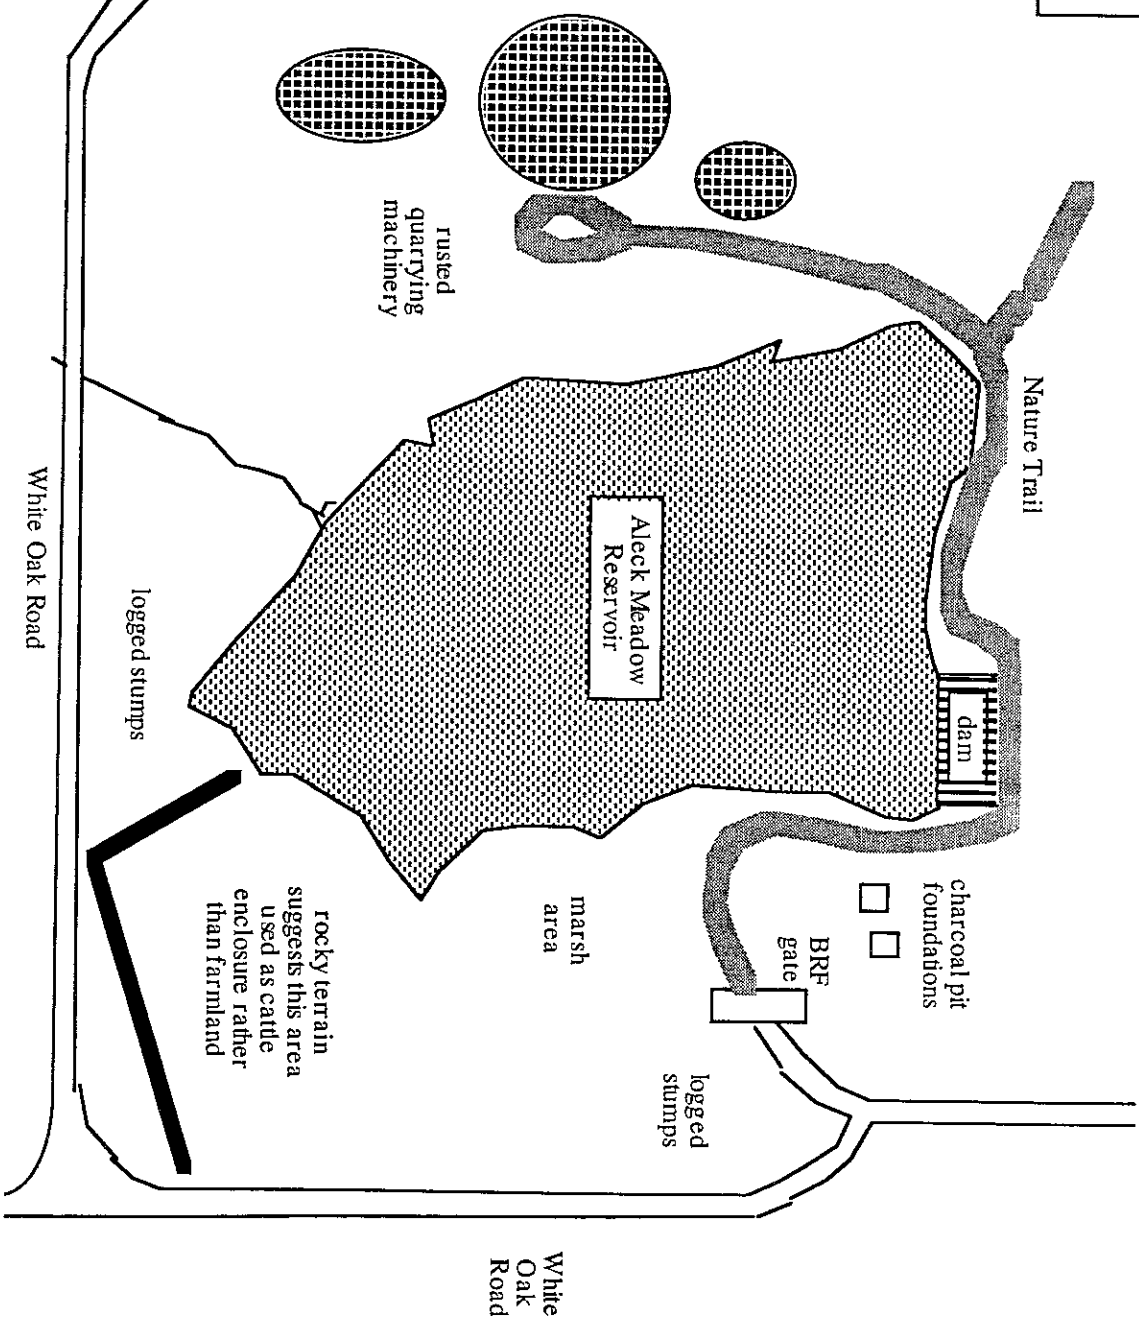 Nature Trail
dam
charcoal pit
foundations
BRF
gate
Aleck Meadow
Reservoir
logged
stumps
marsh
area
White
Oak
Road
rusted
quarrying
machinery
rocky terrain
suggests this area
used as cattle
enclosure rather
than farmland
logged stumps
White Oak Road